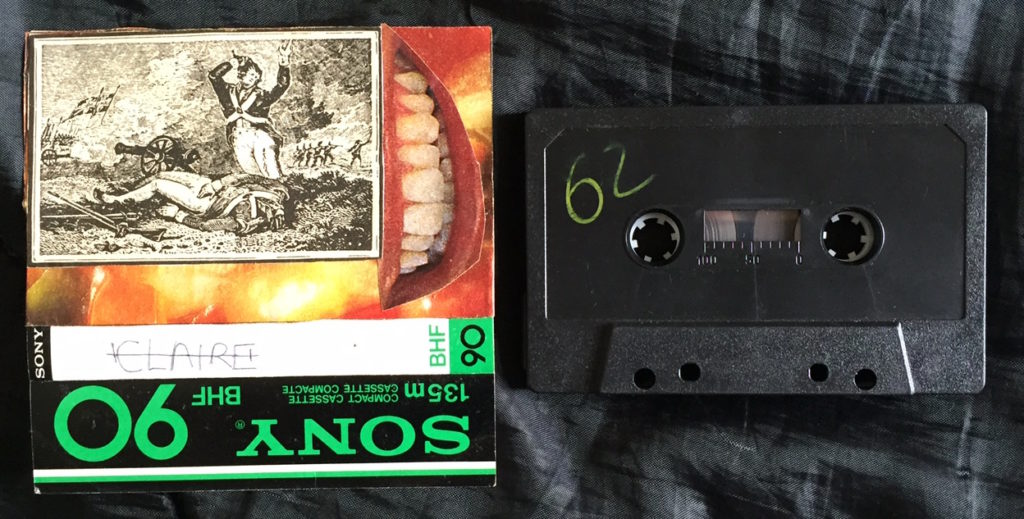 SONY
CLAIRE
BHF
90
SONY®
COMPACT CASSETTE
CASSETTE COMPACTE
135m
BHF
90
62
100 50 0